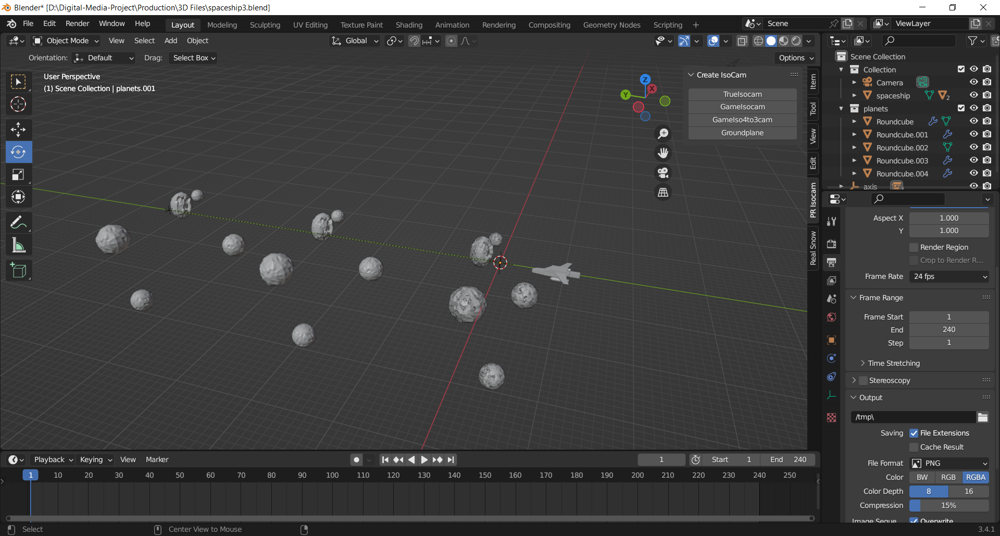 Blender* [D:\Digital-Media-Project\Production\3D Files\spaceship3.blend]
File Edit Render Window Help Layout Modeling Sculpting UV Editing Texture Paint Shading Animation Rendering Compositing Geometry Nodes Scripting + Scene ViewLayer
Object Mode View Select Add Object Global
Orientation: Default Drag: Select Box Options
User Perspective
(1) Scene Collection | planets.001
Z
X
Y
Create IsoCam
TrueIsocam
GameIsocam
GameIso4to3cam
Groundplane
Item
Tool
View
Edit
PR Isocam
Real Snow
Scene Collection
Collection
Camera
spaceship 2
planets
Roundcube
Roundcube.001
Roundcube.002
Roundcube.003
Roundcube.004
axis
Aspect X 1.000
Y 1.000
Render Region
Crop to Render R...
Frame Rate 24 fps
Frame Range
Frame Start 1
End 240
Step 1
Time Stretching
Stereoscopy
Output
/tmp\
Saving File Extensions
Cache Result
File Format PNG
Color BW RGB RGBA
Color Depth 8 16
Compression 15%
Image Seque Overwrite
Playback Keying View Marker 1 Start 1 End 240
1 10 20 30 40 50 60 70 80 90 100 110 120 130 140 150 160 170 180 190 200 210 220 230 240 250
Select Center View to Mouse 3.4.1